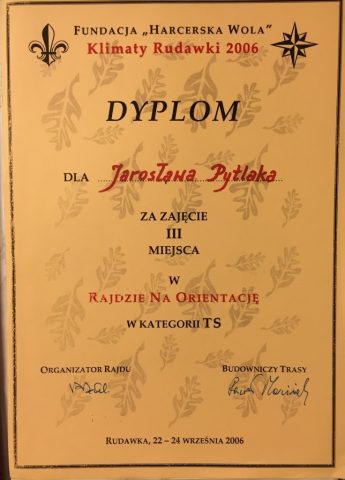 FUNDACJA „HARCERSKA WOLA”
Klimaty Rudawki 2006
DYPLOM
DLA Jarosława Pytlaka
ZA ZAJĘCIE
III
MIEJSCA
W
RAJDZIE NA ORIENTACJĘ
W KATEGORII TS
ORGANIZATOR RAJDU
BUDOWNICZY TRASY
RUDAWKA, 22 – 24 WRZEŚNIA 2006